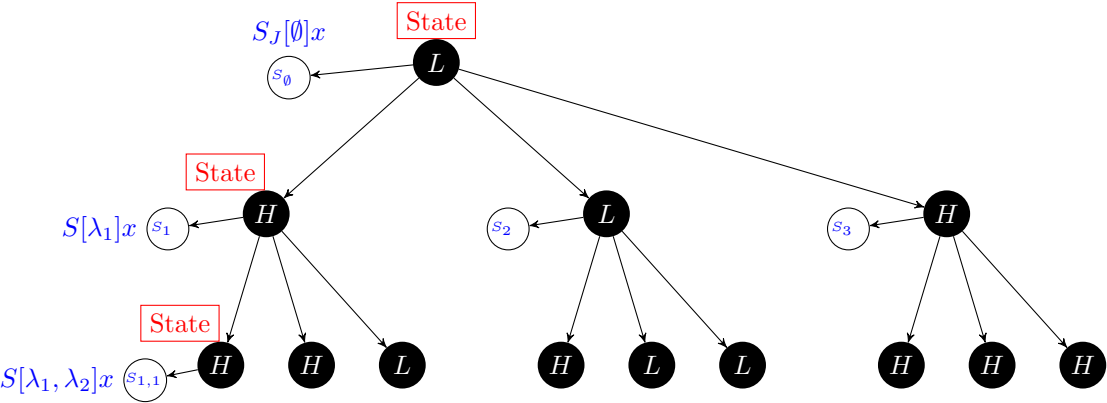 State
S_J[∅]x
L
S_∅
State
H
L
H
S[λ_1]x
S_1
S_2
S_3
State
H
H
L
H
L
L
H
H
H
S[λ_1, λ_2]x
S_{1,1}